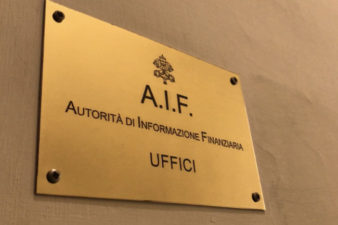 A.I.F.
AUTORITÀ DI INFORMAZIONE FINANZIARIA
UFFICI